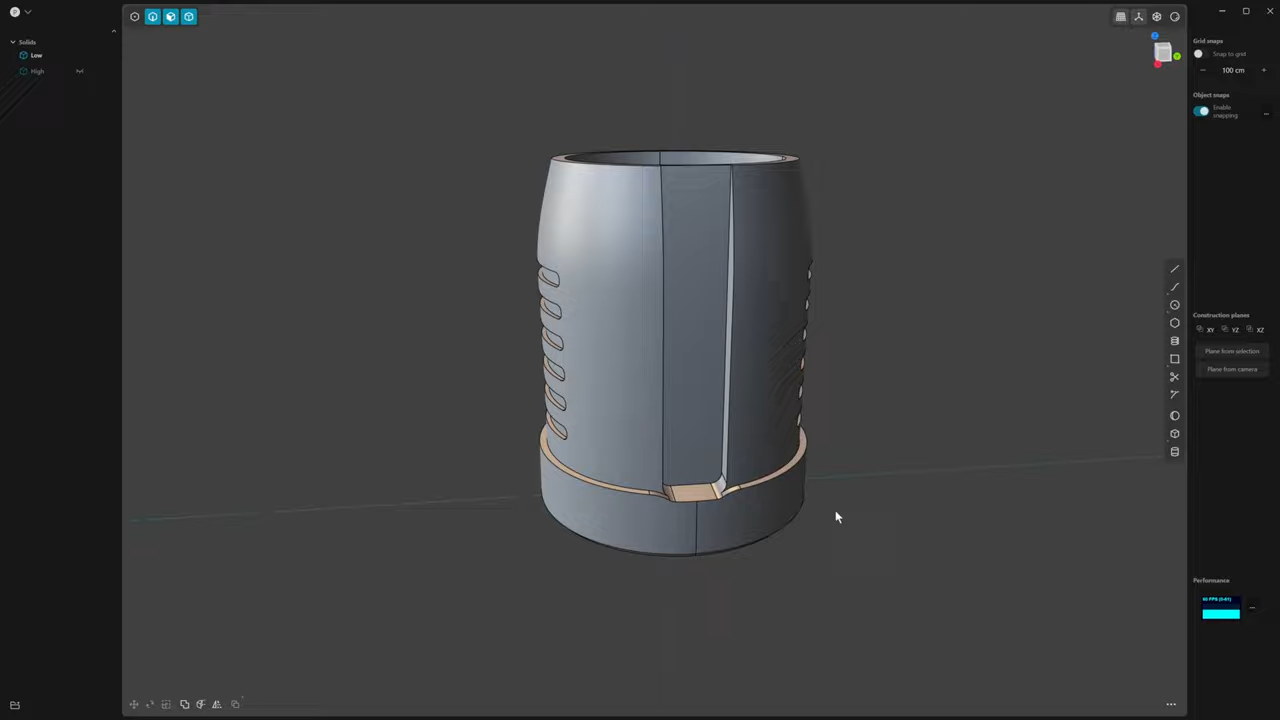 Solids
Low
High
Grid snaps
Snap to grid
100 cm
Object snaps
Enable
snapping
Construction planes
XY YZ XZ
Plane from selection
Plane from camera
Performance